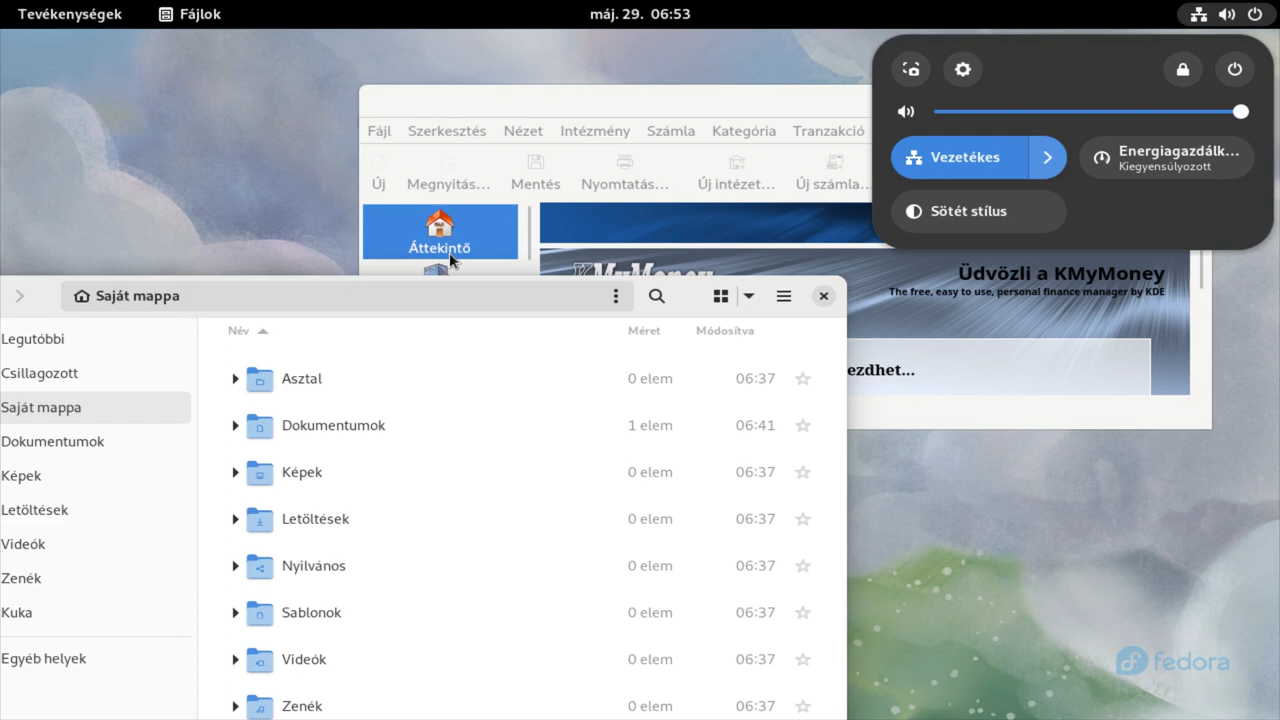 Tevékenységek Fájlok máj. 29. 06:53
Vezetékes
Energiagazdálk…
Kiegyensúlyozott
Sötét stílus
Fájl Szerkesztés Nézet Intézmény Számla Kategória Tranzakció
Új Megnyitás… Mentés Nyomtatás… Új intézet… Új számla…
Áttekintő
KMyMoney
Üdvözli a KMyMoney
The free, easy to use, personal finance manager by KDE
ezdhet...
Saját mappa
Legutóbbi
Csillagozott
Saját mappa
Dokumentumok
Képek
Letöltések
Videók
Zenék
Kuka
Egyéb helyek
Név Méret Módosítva
Asztal 0 elem 06:37
Dokumentumok 1 elem 06:41
Képek 0 elem 06:37
Letöltések 0 elem 06:37
Nyilvános 0 elem 06:37
Sablonok 0 elem 06:37
Videók 0 elem 06:37
Zenék 0 elem 06:37
fedora